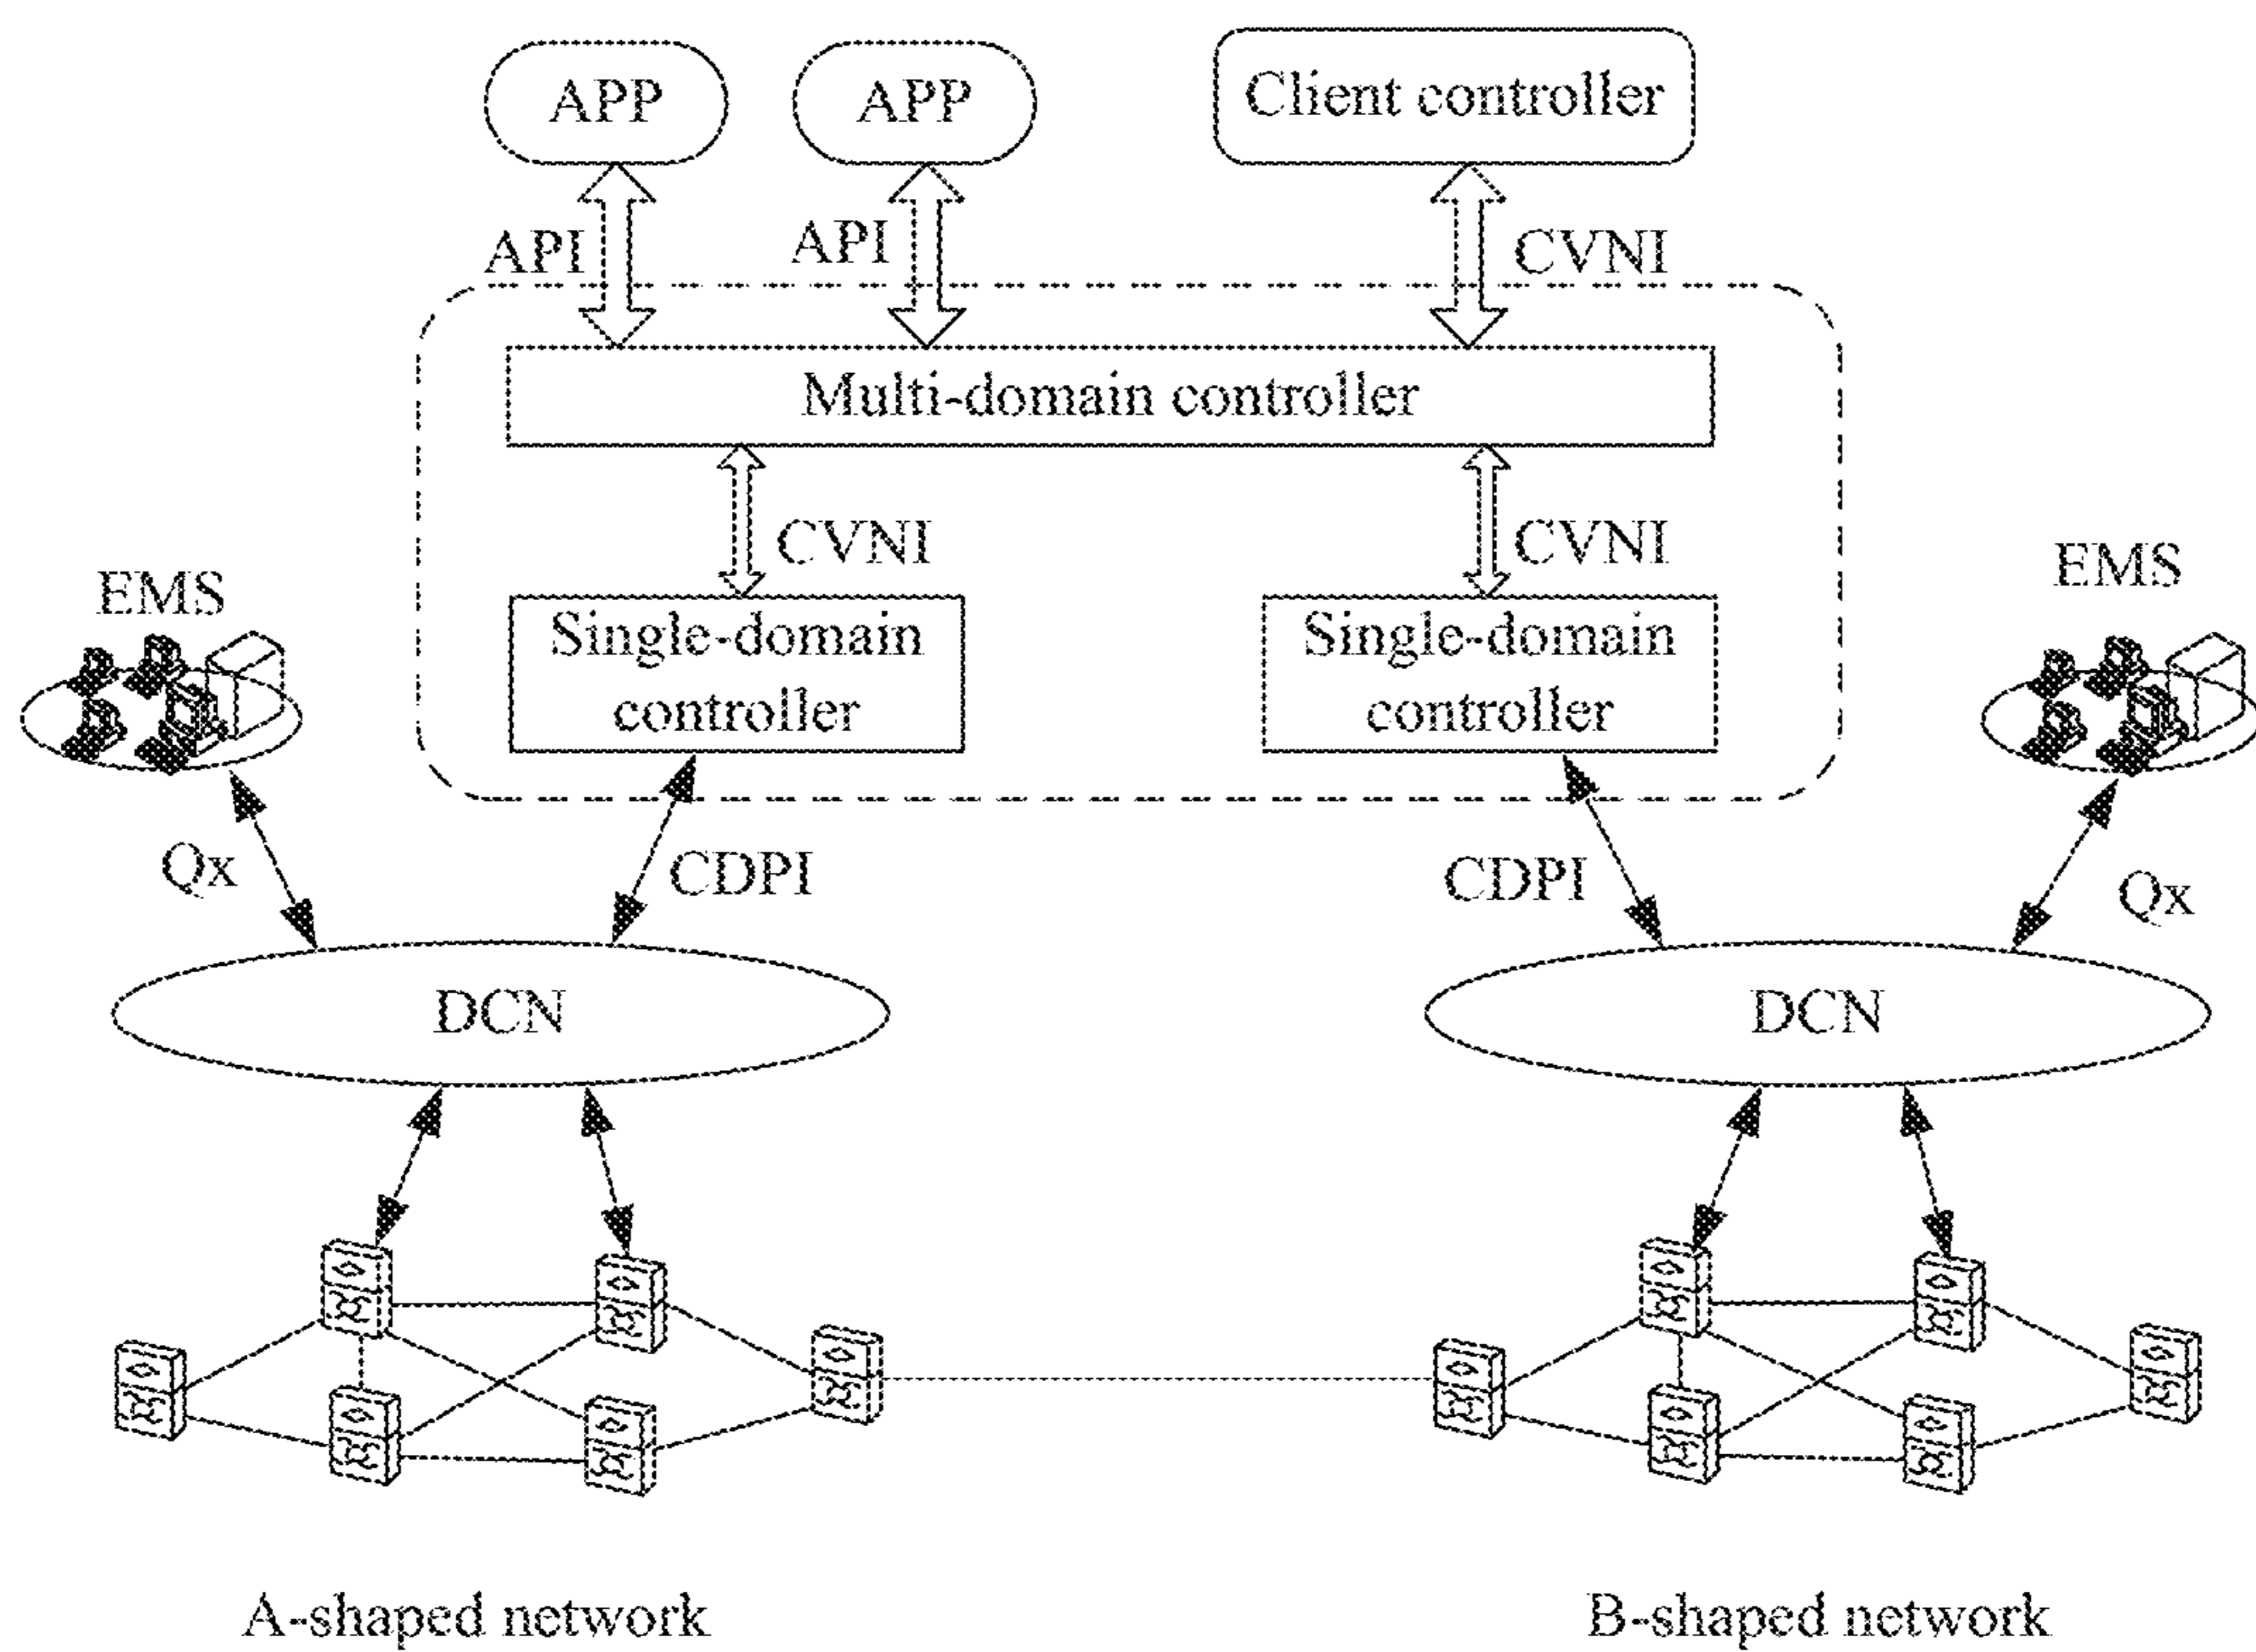 APP
APP
Client controller
API
API
CVNI
Multi-domain controller
CVNI
CVNI
EMS
EMS
Single-domain
controller
Single-domain
controller
Qx
CDPI
CDPI
Qx
DCN
DCN
A-shaped network
B-shaped network